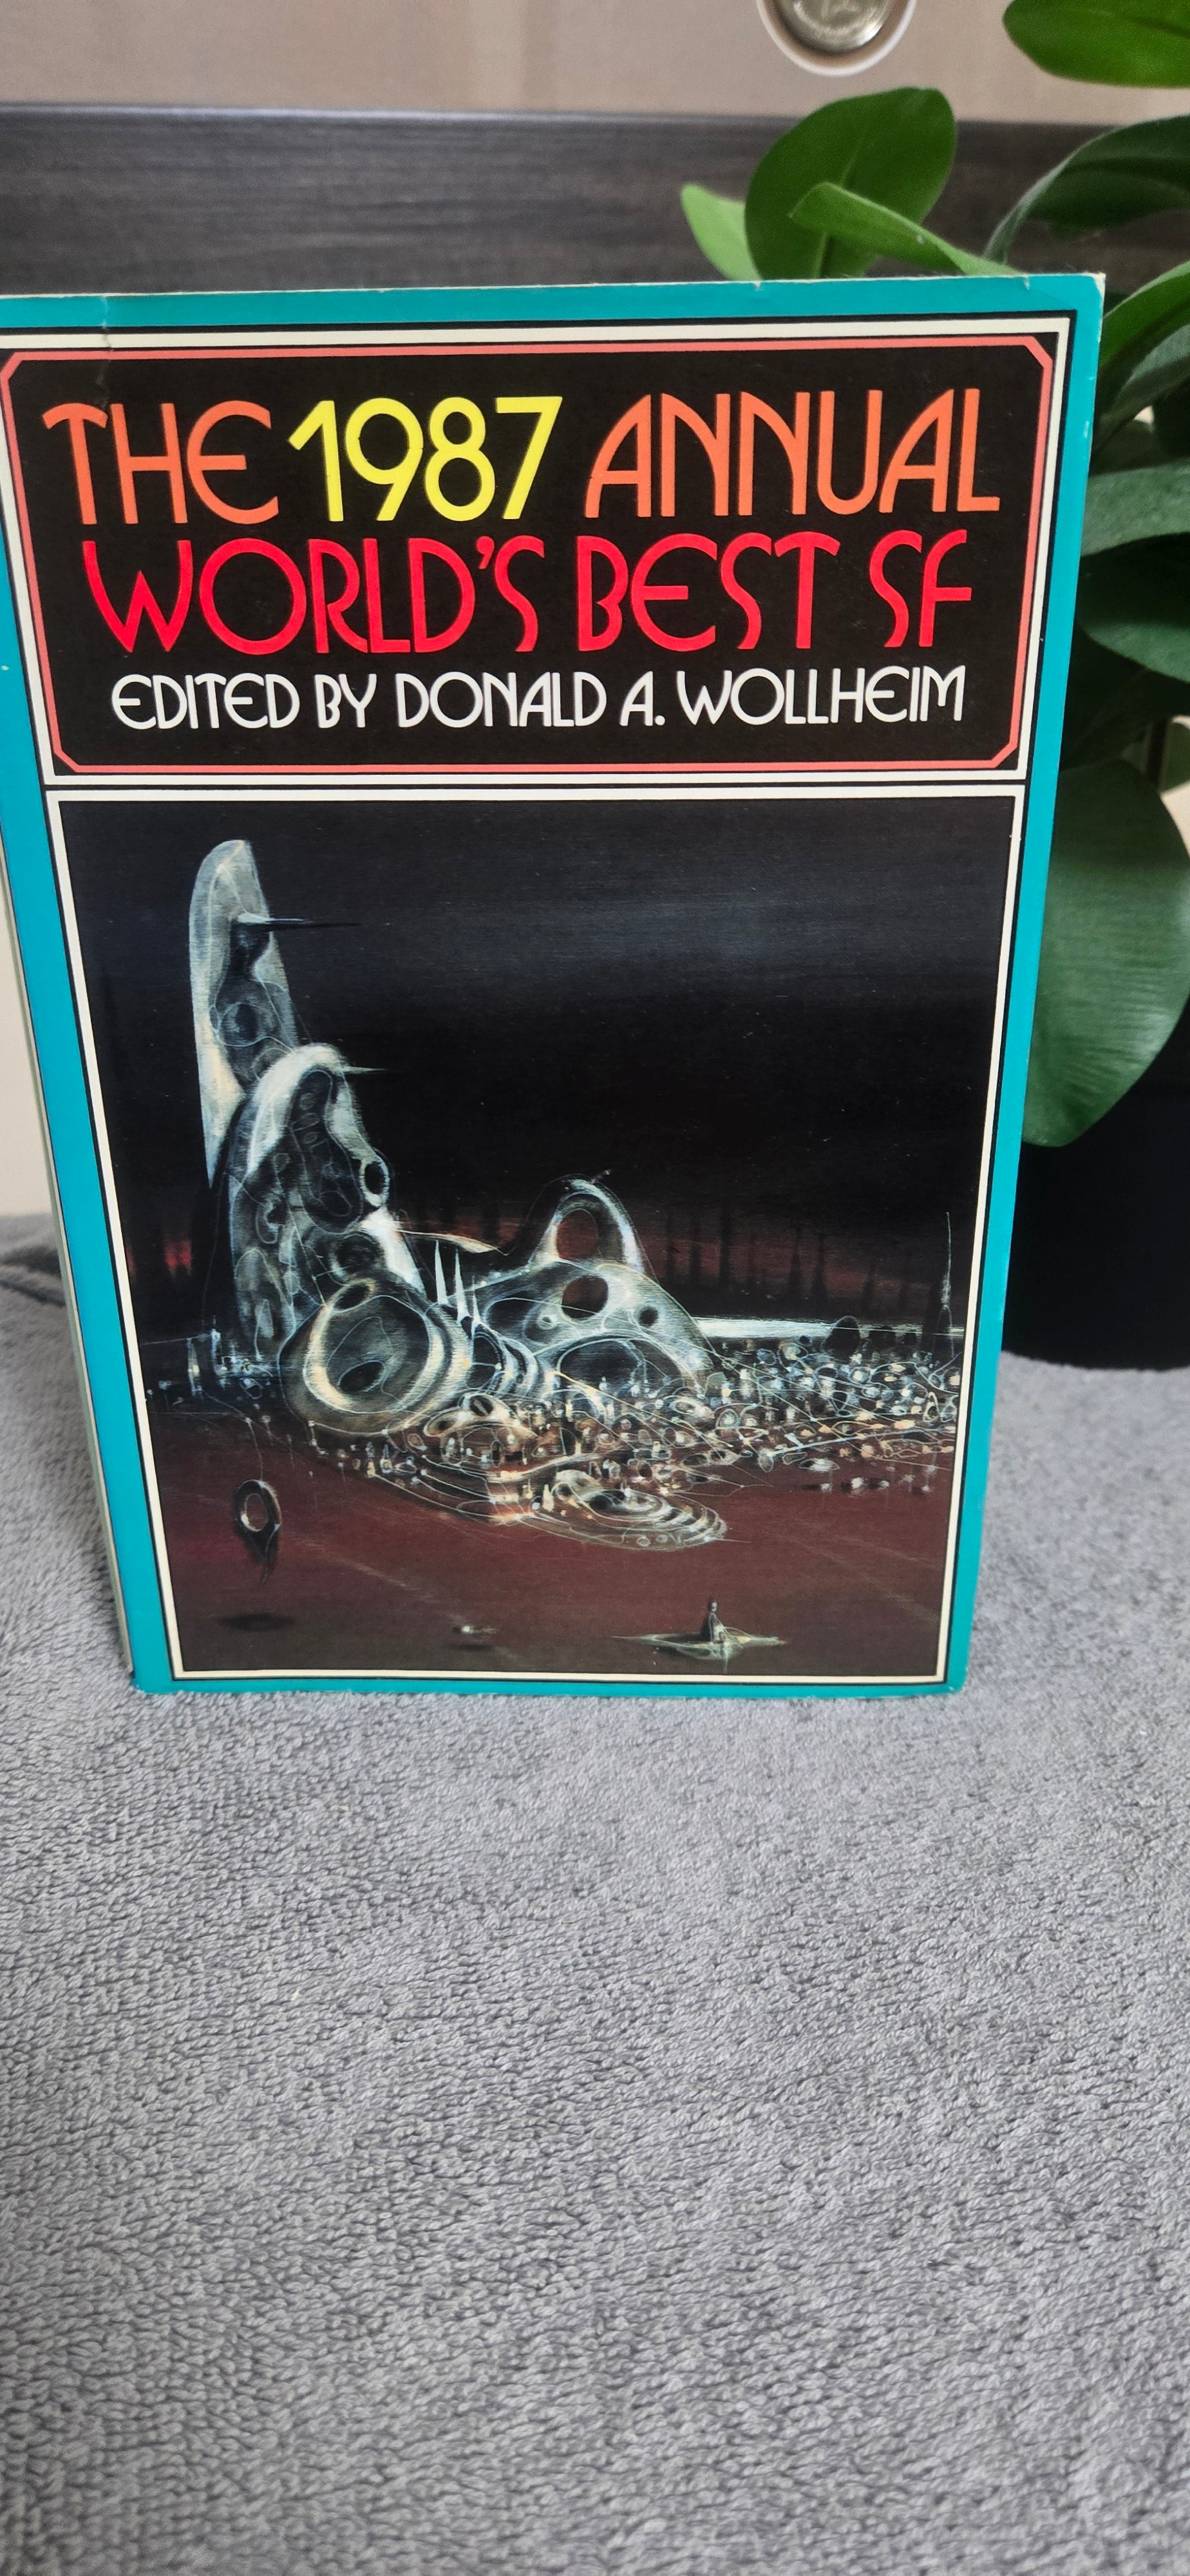 THE 1987 ANNUAL
WORLD'S BEST SF
EDITED BY DONALD A. WOLLHEIM